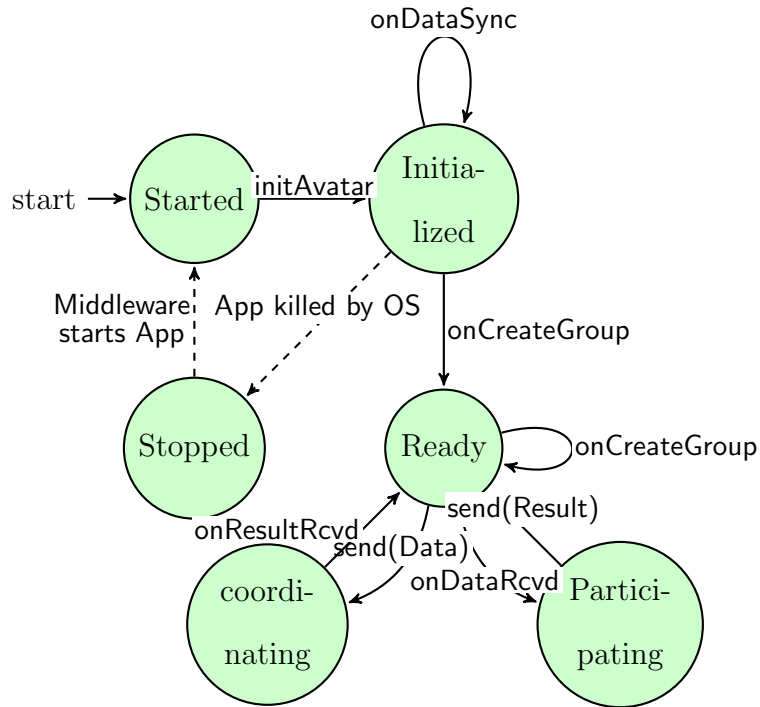 onDataSync
start
Started
initAvatar
Initia-
lized
Middleware
starts App
App killed by OS
onCreateGroup
Stopped
Ready
onCreateGroup
send(Result)
onResultRcvd
send(Data)
onDataRcvd
coordi-
nating
Partici-
pating